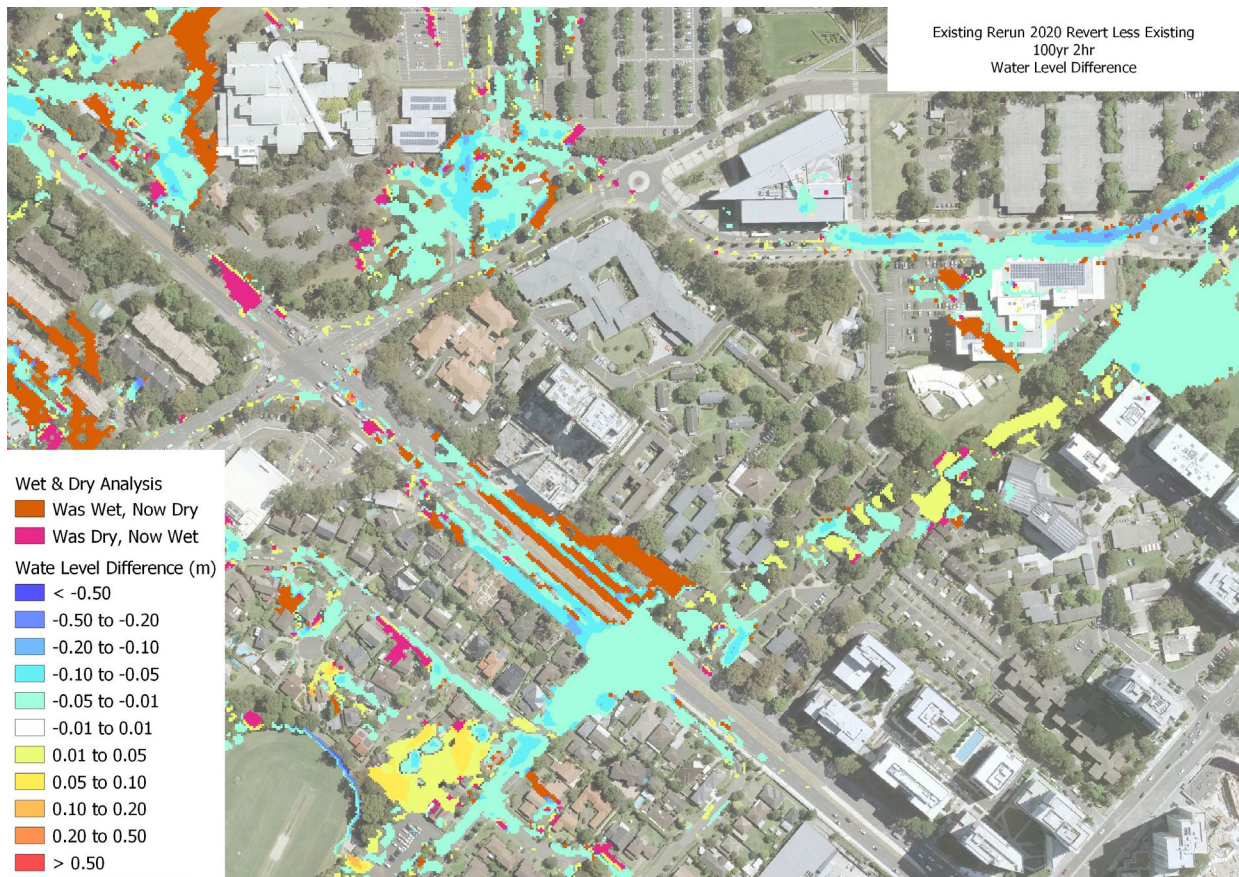 Existing Rerun 2020 Revert Less Existing
100yr 2hr
Water Level Difference
Wet & Dry Analysis
Was Wet, Now Dry
Was Dry, Now Wet
Wate Level Difference (m)
< -0.50
-0.50 to -0.20
-0.20 to -0.10
-0.10 to -0.05
-0.05 to -0.01
-0.01 to 0.01
0.01 to 0.05
0.05 to 0.10
0.10 to 0.20
0.20 to 0.50
> 0.50